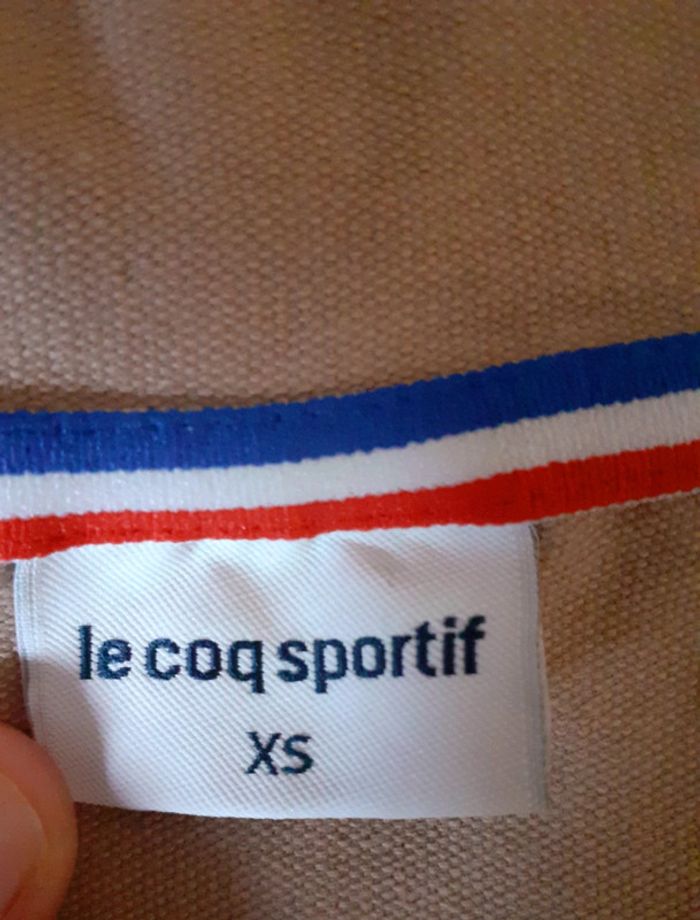 le coq sportif
XS